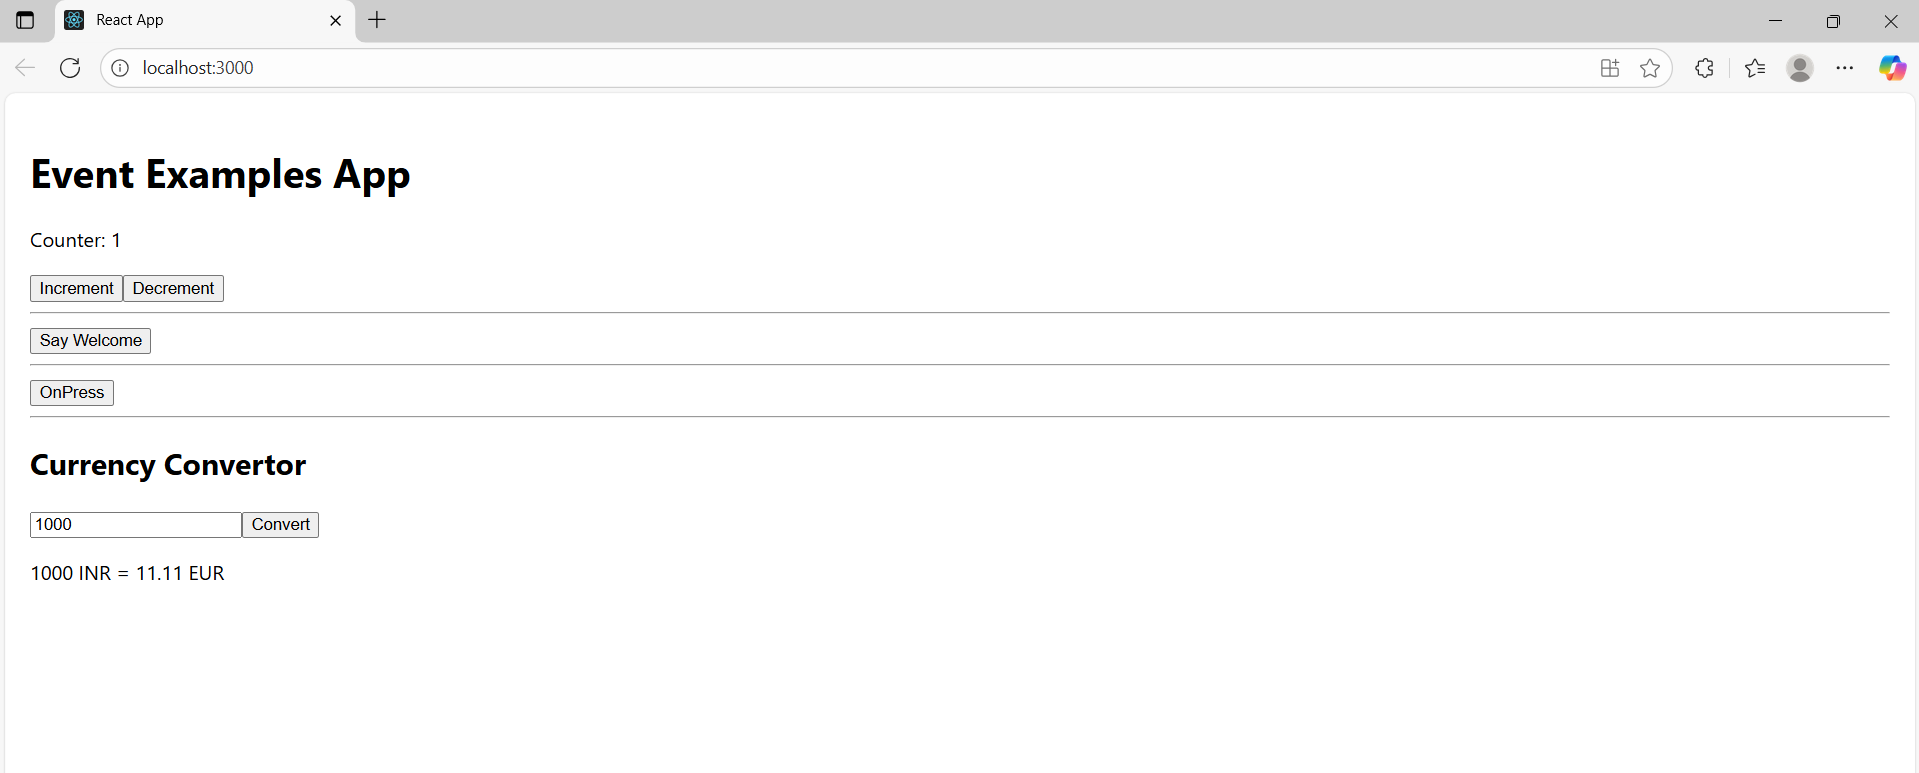 React App
localhost:3000
Event Examples App
Counter: 1
Increment Decrement
Say Welcome
OnPress
Currency Convertor
1000 Convert
1000 INR = 11.11 EUR